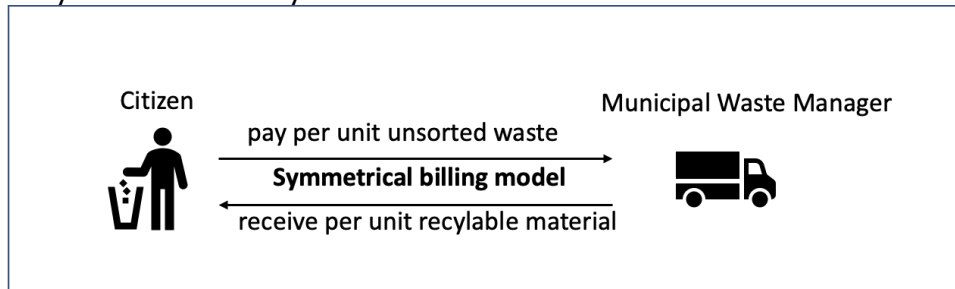 Citizen
Municipal Waste Manager
pay per unit unsorted waste
Symmetrical billing model
receive per unit recylable material